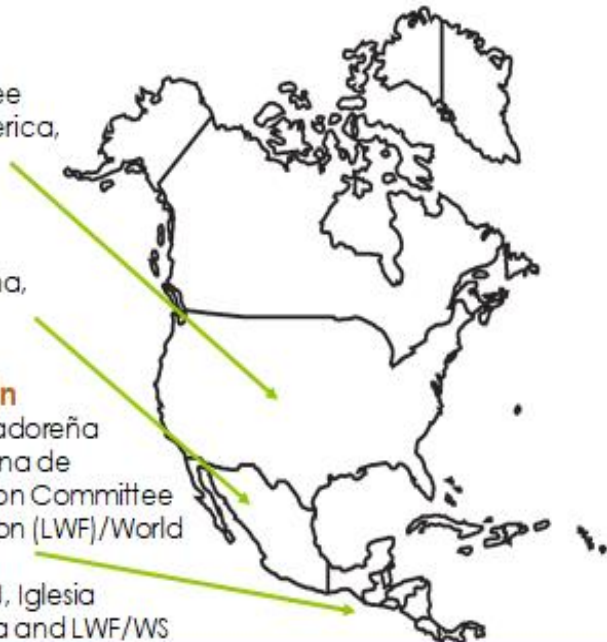 ee
erica,
na,
n
adoreña
na de
on Committee
on (LWF)/World
, Iglesia
a and LWF/WS